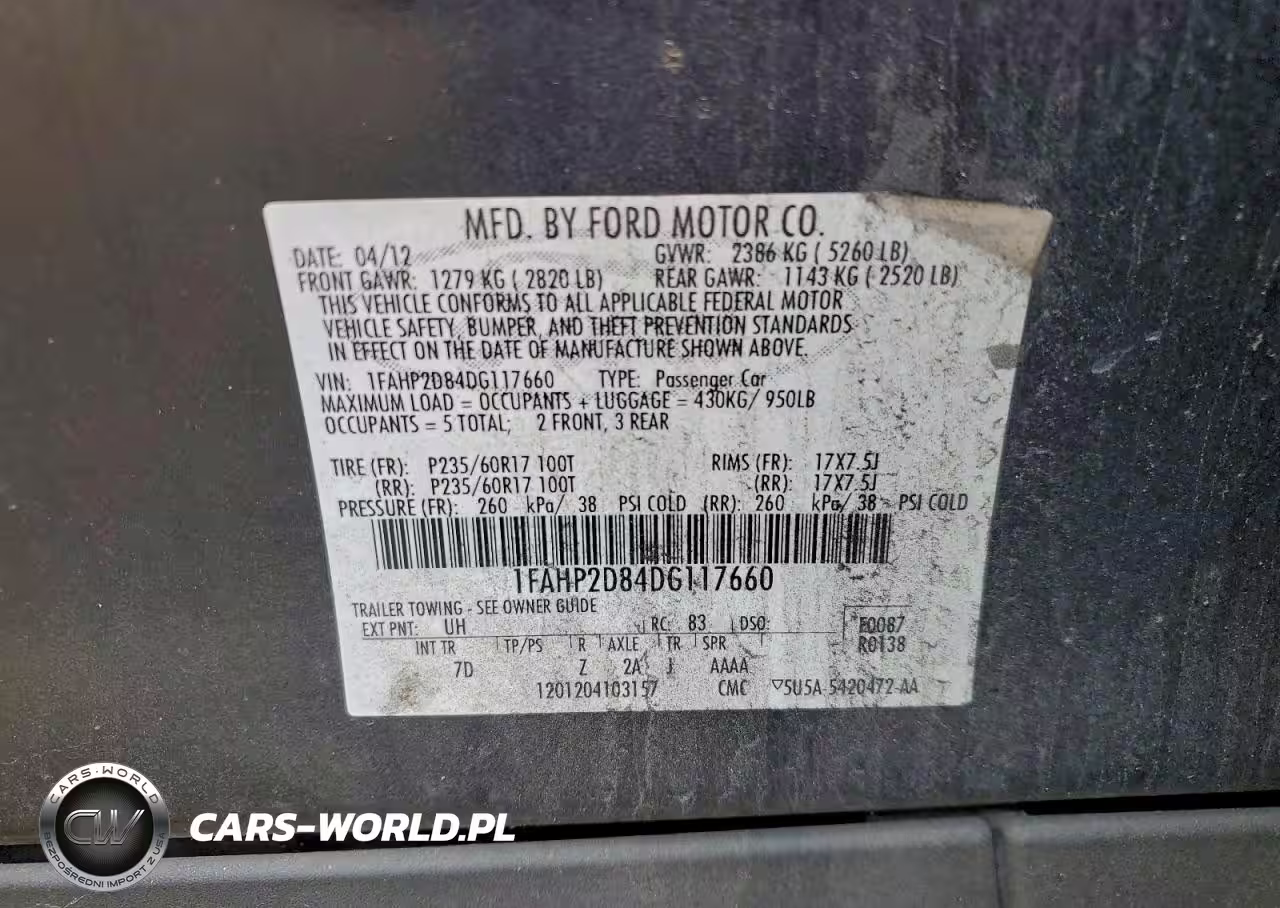 MFD. BY FORD MOTOR CO.
DATE: 04/12 GVWR: 2386 KG ( 5260 LB)
FRONT GAWR: 1279 KG ( 2820 LB) REAR GAWR: 1143 KG ( 2520 LB)
THIS VEHICLE CONFORMS TO ALL APPLICABLE FEDERAL MOTOR
VEHICLE SAFETY, BUMPER, AND THEFT PREVENTION STANDARDS
IN EFFECT ON THE DATE OF MANUFACTURE SHOWN ABOVE.
VIN: 1FAHP2D84DG117660 TYPE: Passenger Car
MAXIMUM LOAD = OCCUPANTS + LUGGAGE = 430KG/ 950LB
OCCUPANTS = 5 TOTAL; 2 FRONT, 3 REAR
TIRE (FR): P235/60R17 100T RIMS (FR): 17X7.5J
(RR): P235/60R17 100T (RR): 17X7.5J
PRESSURE (FR): 260 kPa/ 38 PSI COLD (RR): 260 kPa/ 38 PSI COLD
1FAHP2D84DG117660
TRAILER TOWING - SEE OWNER GUIDE
EXT PNT: UH RC: 83 DSO: F0087
INT TR TP/PS R AXLE TR SPR R0138
7D Z 2A J AAAA
1201204103157 CMC ▽5U5A-5420472-AA
CARS-WORLD
CW
BEZPOŚREDNI IMPORT Z USA
CARS-WORLD.PL